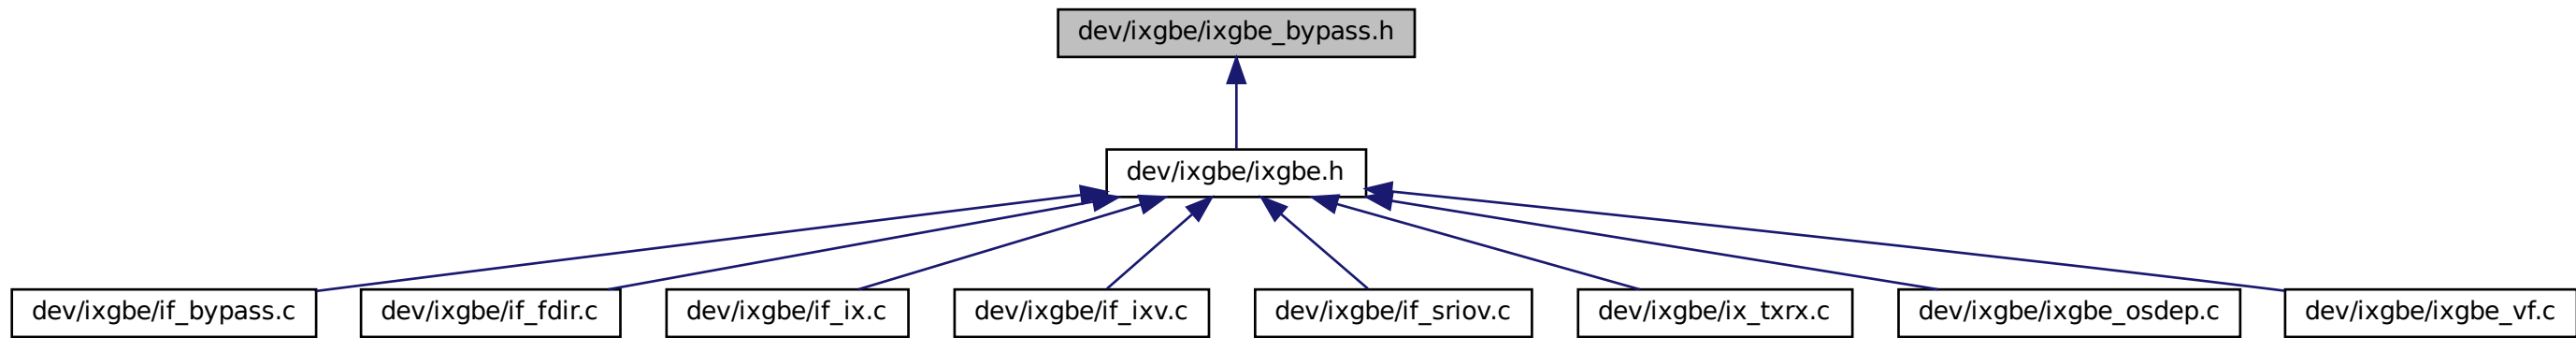 dev/ixgbe/ixgbe_bypass.h
dev/ixgbe/ixgbe.h
dev/ixgbe/if_bypass.c
dev/ixgbe/if_fdir.c
dev/ixgbe/if_ix.c
dev/ixgbe/if_ixv.c
dev/ixgbe/if_sriov.c
dev/ixgbe/ix_txrx.c
dev/ixgbe/ixgbe_osdep.c
dev/ixgbe/ixgbe_vf.c